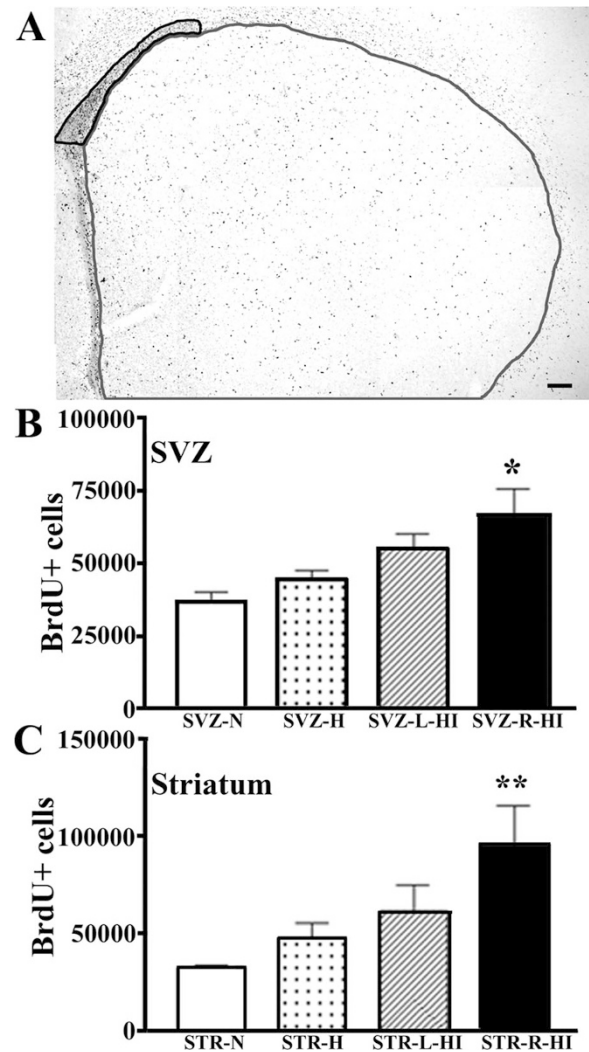 A
B
100000
SVZ
*
75000
50000
25000
0
BrdU+ cells
SVZ-N SVZ-H SVZ-L-HI SVZ-R-HI
C
150000
Striatum
**
100000
50000
0
BrdU+ cells
STR-N STR-H STR-L-HI STR-R-HI